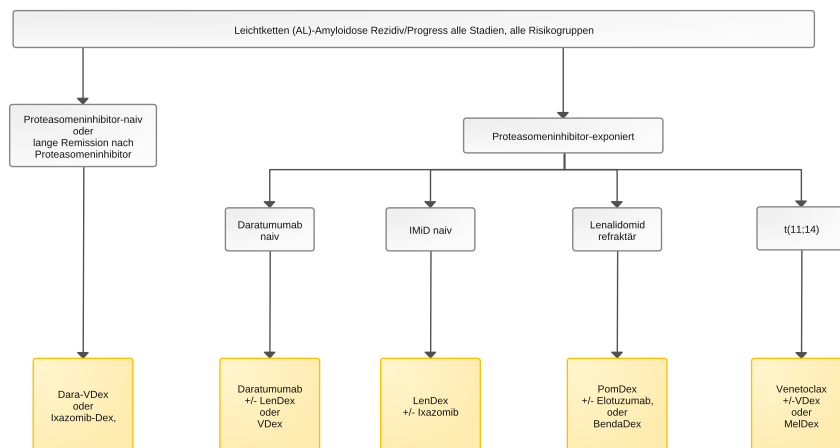 Leichtketten (AL)-Amyloidose Rezidiv/Progress alle Stadien, alle Risikogruppen
Proteasomeninhibitor-naiv
oder
lange Remission nach
Proteasomeninhibitor
Proteasomeninhibitor-exponiert
Daratumumab
naiv
IMiD naiv
Lenalidomid
refraktär
t(11;14)
Dara-VDex
oder
Ixazomib-Dex,
Daratumumab
+/- LenDex
oder
VDex
LenDex
+/- Ixazomib
PomDex
+/- Elotuzumab,
oder
BendaDex
Venetoclax
+/-VDex
oder
MelDex